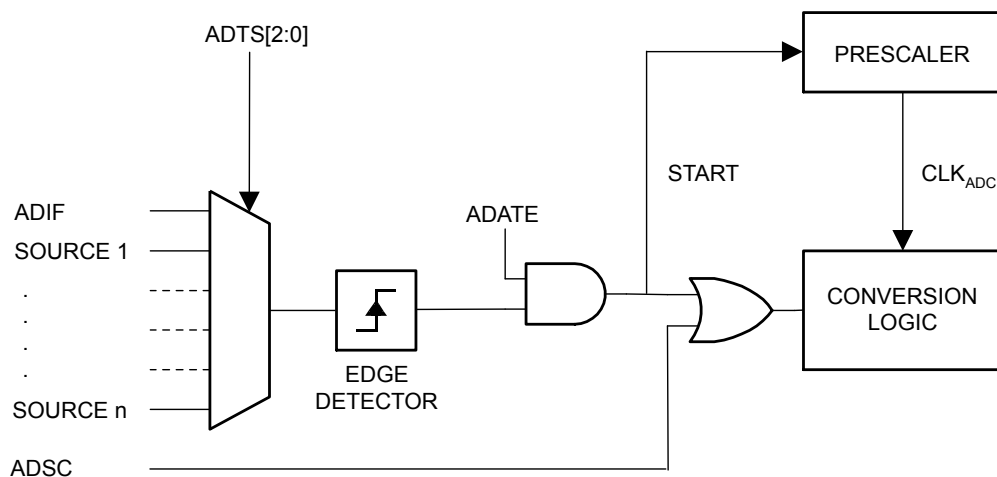 ADTS[2:0]
PRESCALER
START
CLKADC
ADIF
ADATE
SOURCE 1
.
.
.
.
CONVERSION
LOGIC
EDGE
DETECTOR
SOURCE n
ADSC